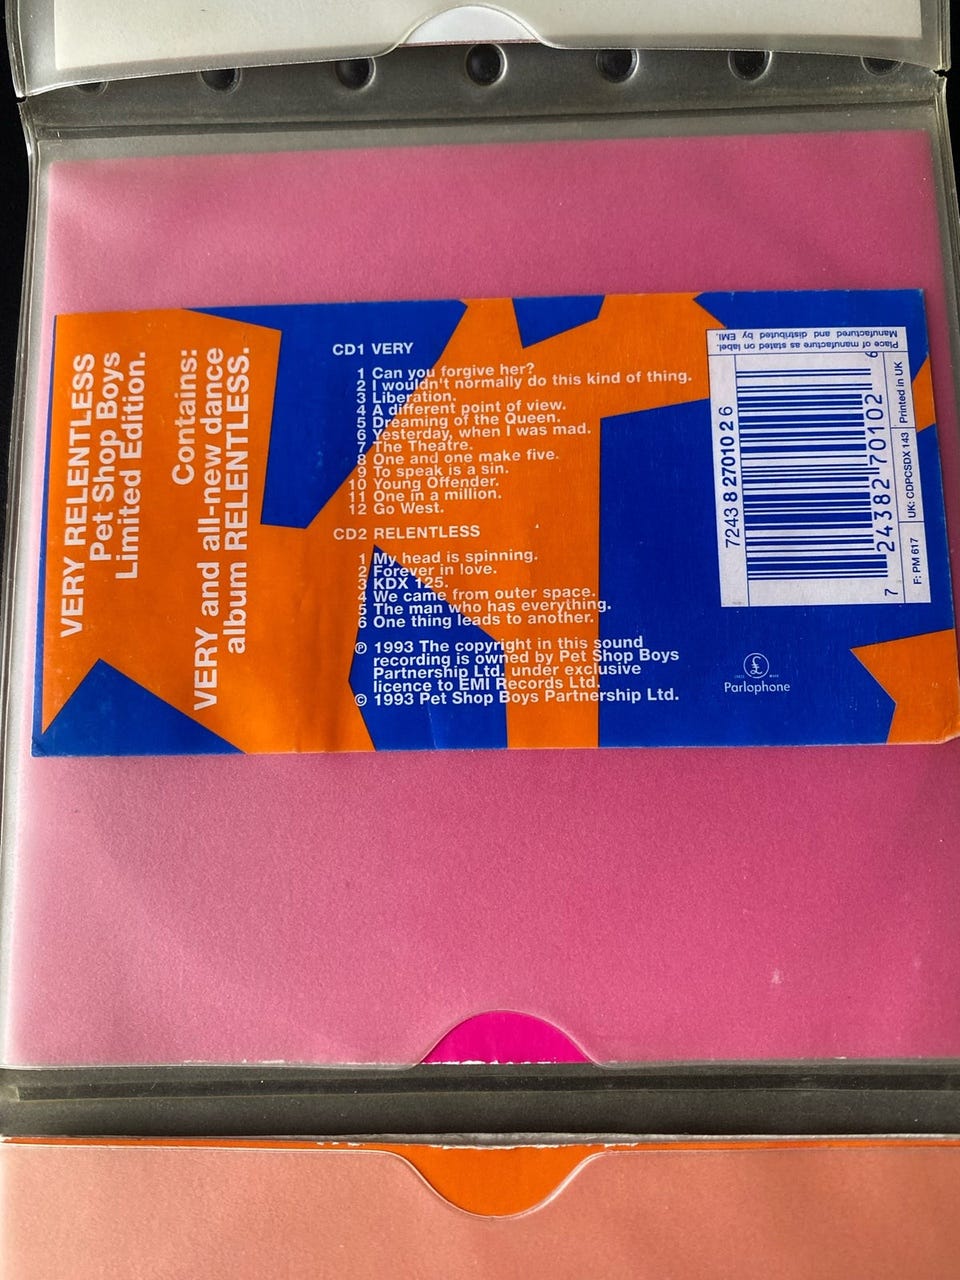 VERY RELENTLESS
Pet Shop Boys
Limited Edition.
Contains:
VERY and all-new dance
album RELENTLESS.
CD1 VERY
1 Can you forgive her?
2 I wouldn't normally do this kind of thing.
3 Liberation.
4 A different point of view.
5 Dreaming of the Queen.
6 Yesterday, when I was mad.
7 The Theatre.
8 One and one make five.
9 To speak is a sin.
10 Young Offender.
11 One in a million.
12 Go West.
CD2 RELENTLESS
1 My head is spinning.
2 Forever in love.
3 KDX 125.
4 We came from outer space.
5 The man who has everything.
6 One thing leads to another.
℗ 1993 The copyright in this sound
recording is owned by Pet Shop Boys
Partnership Ltd. under exclusive
licence to EMI Records Ltd.
© 1993 Pet Shop Boys Partnership Ltd.
Place of manufacture as stated on label.
Manufactured and distributed by EMI.
7243 8 27010 2 6
7 24382 70102 6
Printed in UK
UK: CDPCSDX 143
F: PM 617
£
Parlophone